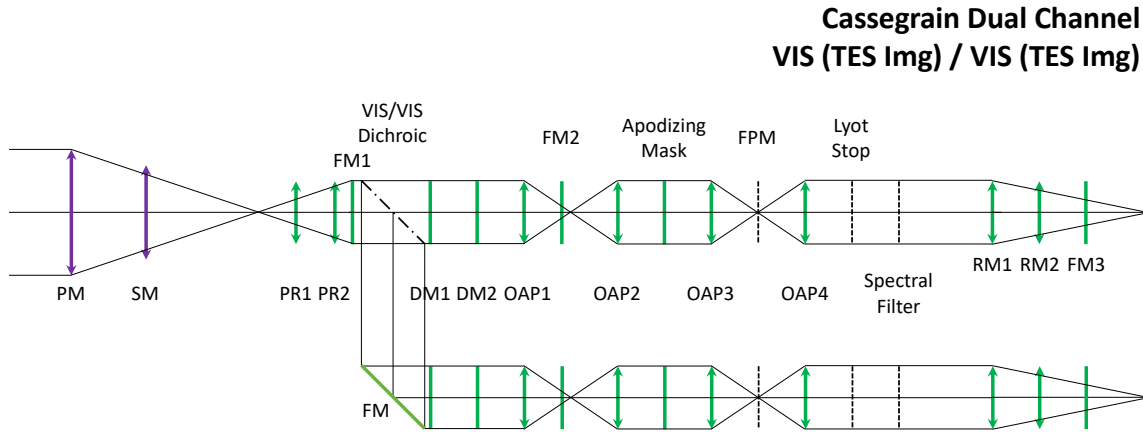 Cassegrain Dual Channel
VIS (TES Img) / VIS (TES Img)
VIS/VIS
Dichroic
FM1
FM2
Apodizing
Mask
FPM
Lyot
Stop
PM
SM
PR1
PR2
DM1
DM2
OAP1
OAP2
OAP3
OAP4
Spectral
Filter
RM1
RM2
FM3
FM